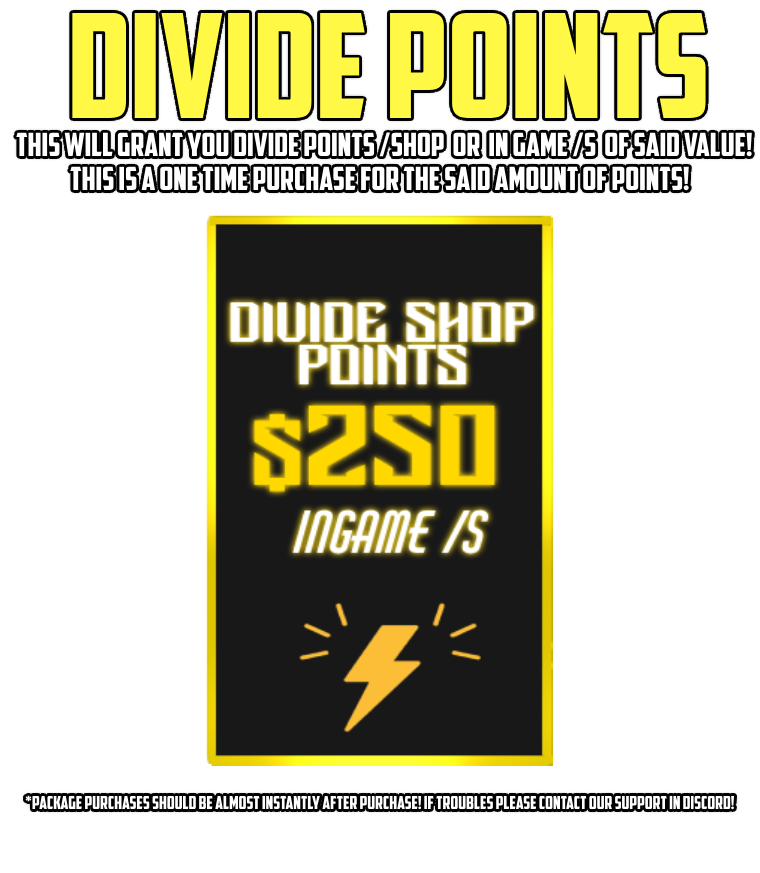 DIVIDE POINTS
THIS WILL GRANT YOU DIVIDE POINTS /SHOP OR IN GAME /S OF SAID VALUE!
THIS IS A ONE TIME PURCHASE FOR THE SAID AMOUNT OF POINTS!
DIVIDE SHOP
POINTS
$250
INGAME /S
*PACKAGE PURCHASES SHOULD BE ALMOST INSTANTLY AFTER PURCHASE! IF TROUBLES PLEASE CONTACT OUR SUPPORT IN DISCORD!